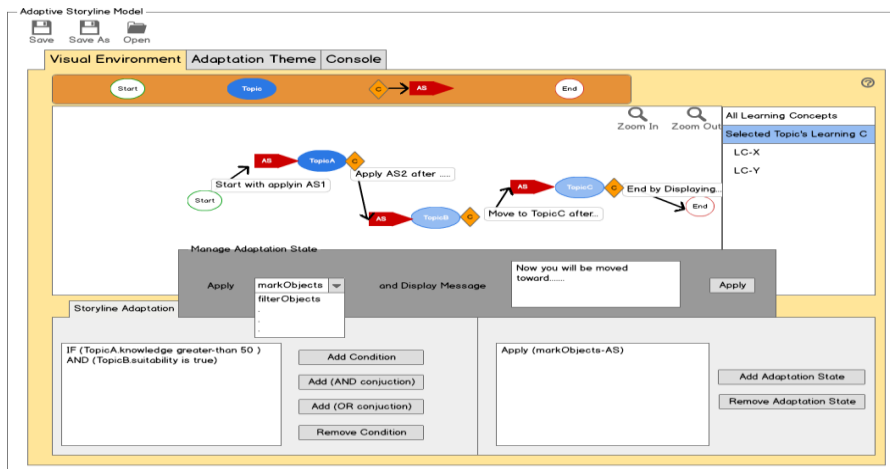 Adaptive Storyline Model
Save
Save As
Open
Visual Environment
Adaptation Theme
Console
Start
Topic
C
AS
End
?
Zoom In
Zoom Out
All Learning Concepts
Selected Topic's Learning C
LC-X
LC-Y
AS
TopicA
C
Start with applyin AS1
Apply AS2 after .....
Start
AS
TopicB
C
AS
TopicC
C
Move to TopicC after...
End by Displaying...
End
Manage Adaptation State
Apply
markObjects
filterObjects
.
.
.
and Display Message
Now you will be moved
toward......
Apply
Storyline Adaptation
IF (TopicA.knowledge greater-than 50 )
AND (TopicB.suitability is true)
Add Condition
Add (AND conjuction)
Add (OR conjuction)
Remove Condition
Apply (markObjects-AS)
Add Adaptation State
Remove Adaptation State